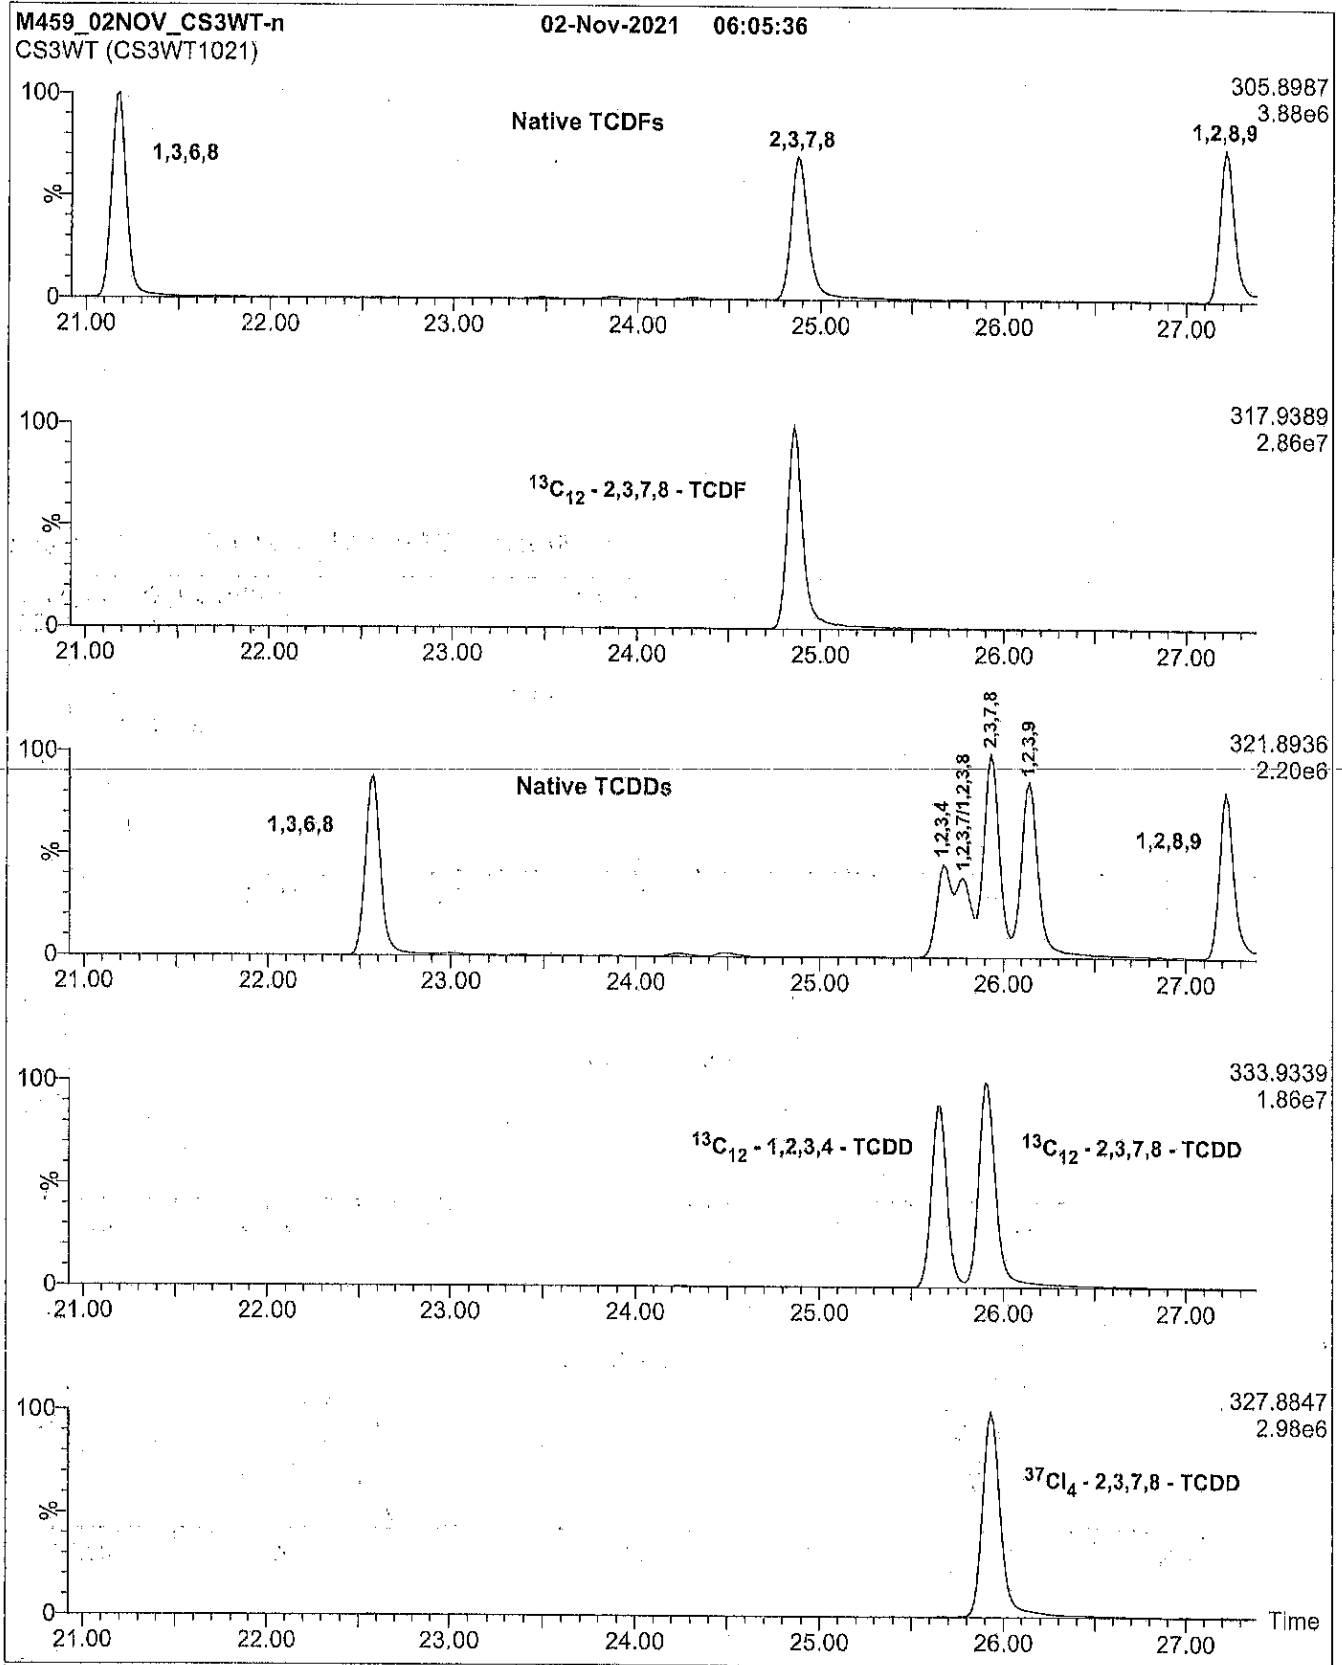 M459_02NOV_CS3WT-n 02-Nov-2021 06:05:36
CS3WT (CS3WT1021)
305.8987
3.88e6
100
Native TCDFs
1,3,6,8
2,3,7,8
1,2,8,9
%
0
21.00 22.00 23.00 24.00 25.00 26.00 27.00
317.9389
2.86e7
100
¹³C₁₂ - 2,3,7,8 - TCDF
%
0
21.00 22.00 23.00 24.00 25.00 26.00 27.00
321.8936
2.20e6
100
Native TCDDs
1,3,6,8
1,2,3,4
1,2,3,7/1,2,3,8
2,3,7,8
1,2,3,9
1,2,8,9
%
0
21.00 22.00 23.00 24.00 25.00 26.00 27.00
333.9339
1.86e7
100
¹³C₁₂ - 1,2,3,4 - TCDD
¹³C₁₂ - 2,3,7,8 - TCDD
%
0
21.00 22.00 23.00 24.00 25.00 26.00 27.00
327.8847
2.98e6
100
³⁷Cl₄ - 2,3,7,8 - TCDD
%
0
Time
21.00 22.00 23.00 24.00 25.00 26.00 27.00